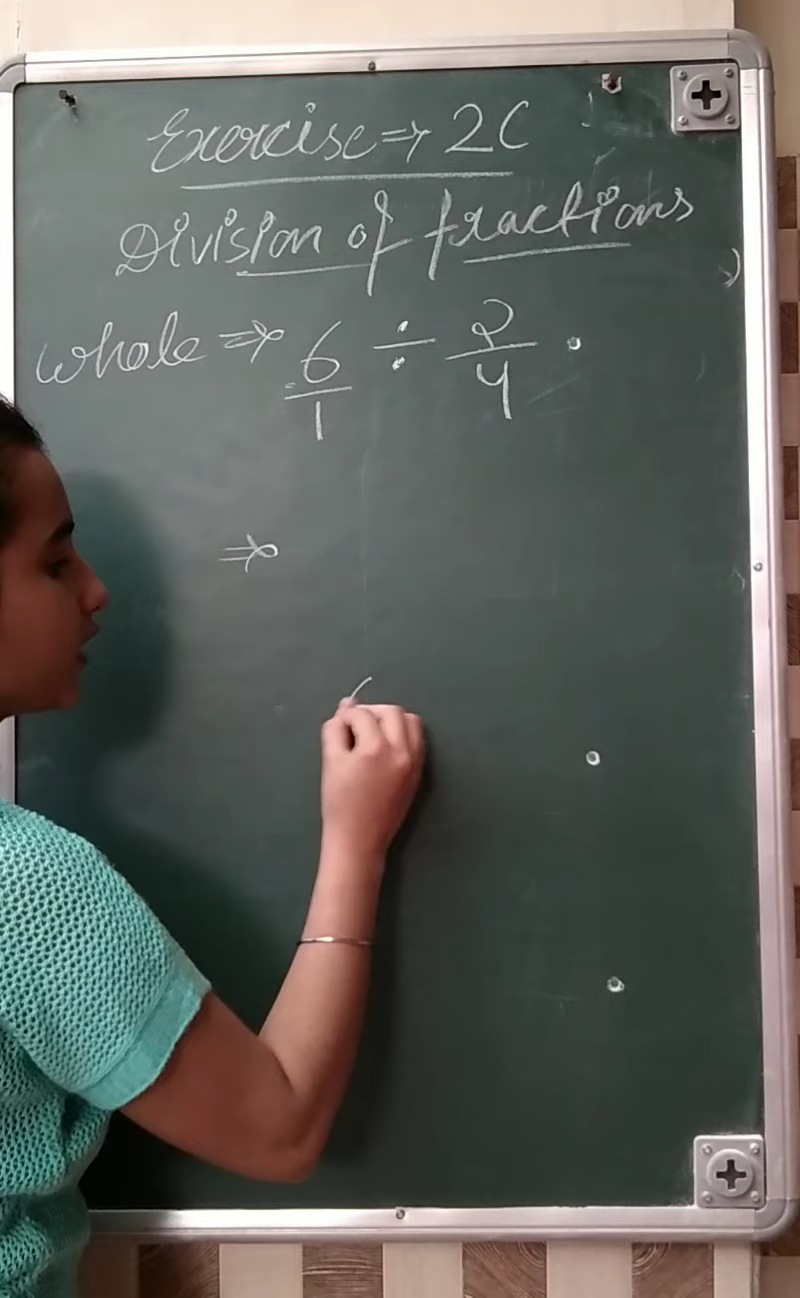 Exercise ⇒ 2C
Division of fractions
whole ⇒ 6/1 ÷ 2/4
⇒